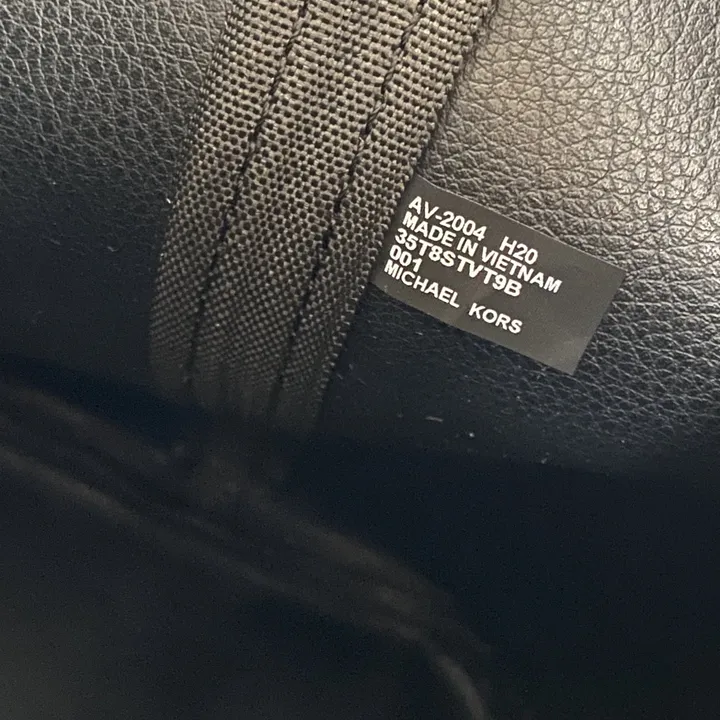 AV-2004 H20
MADE IN VIETNAM
35T8STVT9B
001
MICHAEL KORS